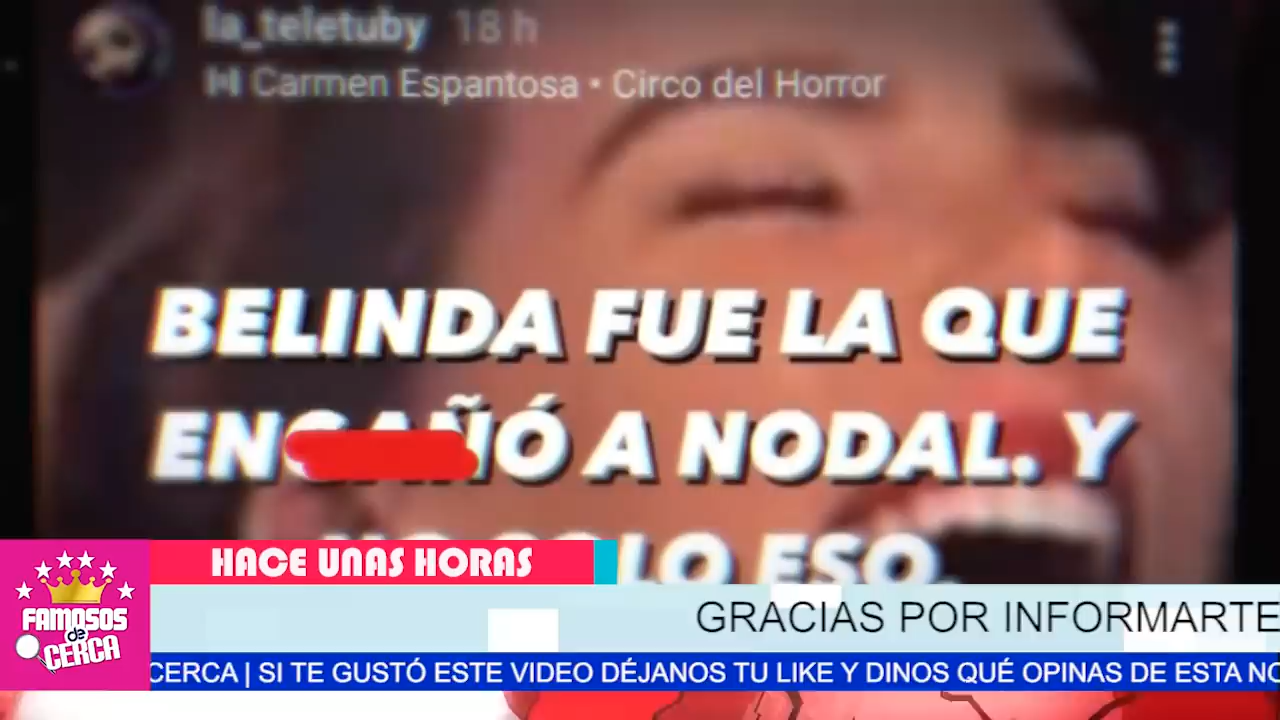 la_teletuby 18 h
Carmen Espantosa • Circo del Horror
BELINDA FUE LA QUE
ENGAÑÓ A NODAL. Y
LO ESO.
HACE UNAS HORAS
FAMOSOS
de
CERCA
GRACIAS POR INFORMARTE
CERCA | SI TE GUSTÓ ESTE VIDEO DÉJANOS TU LIKE Y DINOS QUÉ OPINAS DE ESTA NO